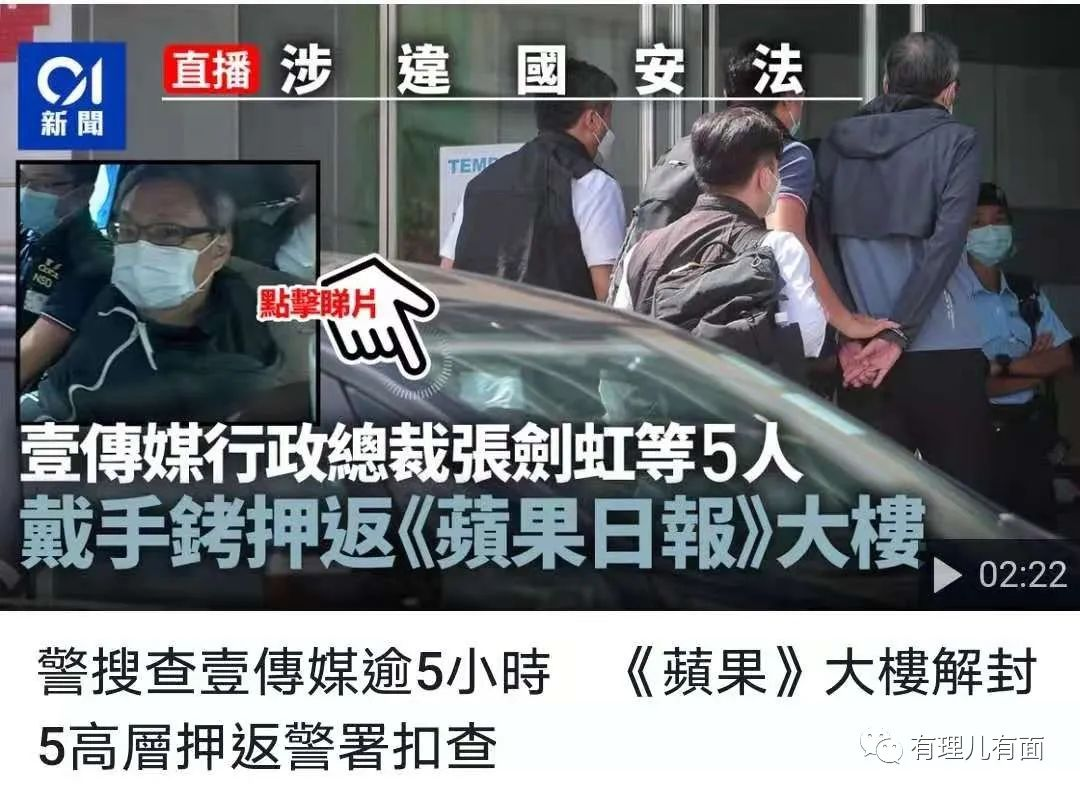 01
新聞
直播 涉違國安法
TEMP
NSD
點擊睇片
壹傳媒行政總裁張劍虹等5人
戴手銬押返《蘋果日報》大樓
02:22
警搜查壹傳媒逾5小時 《蘋果》大樓解封
5高層押返警署扣查
有理儿有面